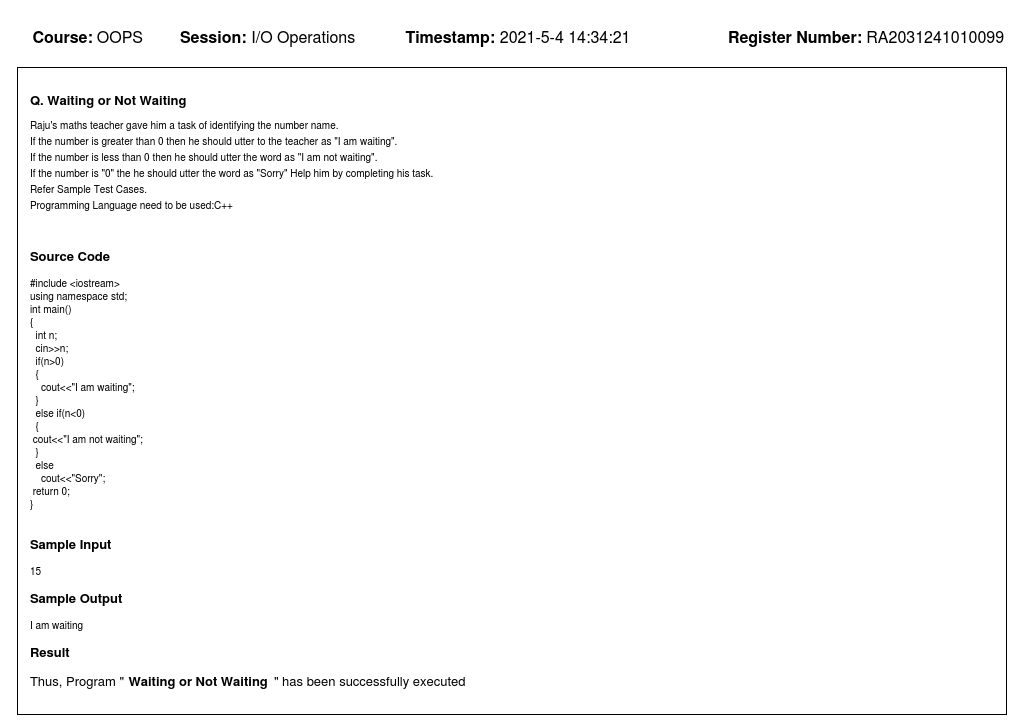 Course: OOPS Session: I/O Operations Timestamp: 2021-5-4 14:34:21 Register Number: RA2031241010099
Q. Waiting or Not Waiting
Raju's maths teacher gave him a task of identifying the number name.
If the number is greater than 0 then he should utter to the teacher as "I am waiting".
If the number is less than 0 then he should utter the word as "I am not waiting".
If the number is "0" the he should utter the word as "Sorry" Help him by completing his task.
Refer Sample Test Cases.
Programming Language need to be used:C++
Source Code
#include <iostream>
using namespace std;
int main()
{
  int n;
  cin>>n;
  if(n>0)
  {
    cout<<"I am waiting";
  }
  else if(n<0)
  {
 cout<<"I am not waiting";
  }
  else
    cout<<"Sorry";
 return 0;
}
Sample Input
15
Sample Output
I am waiting
Result
Thus, Program " Waiting or Not Waiting " has been successfully executed